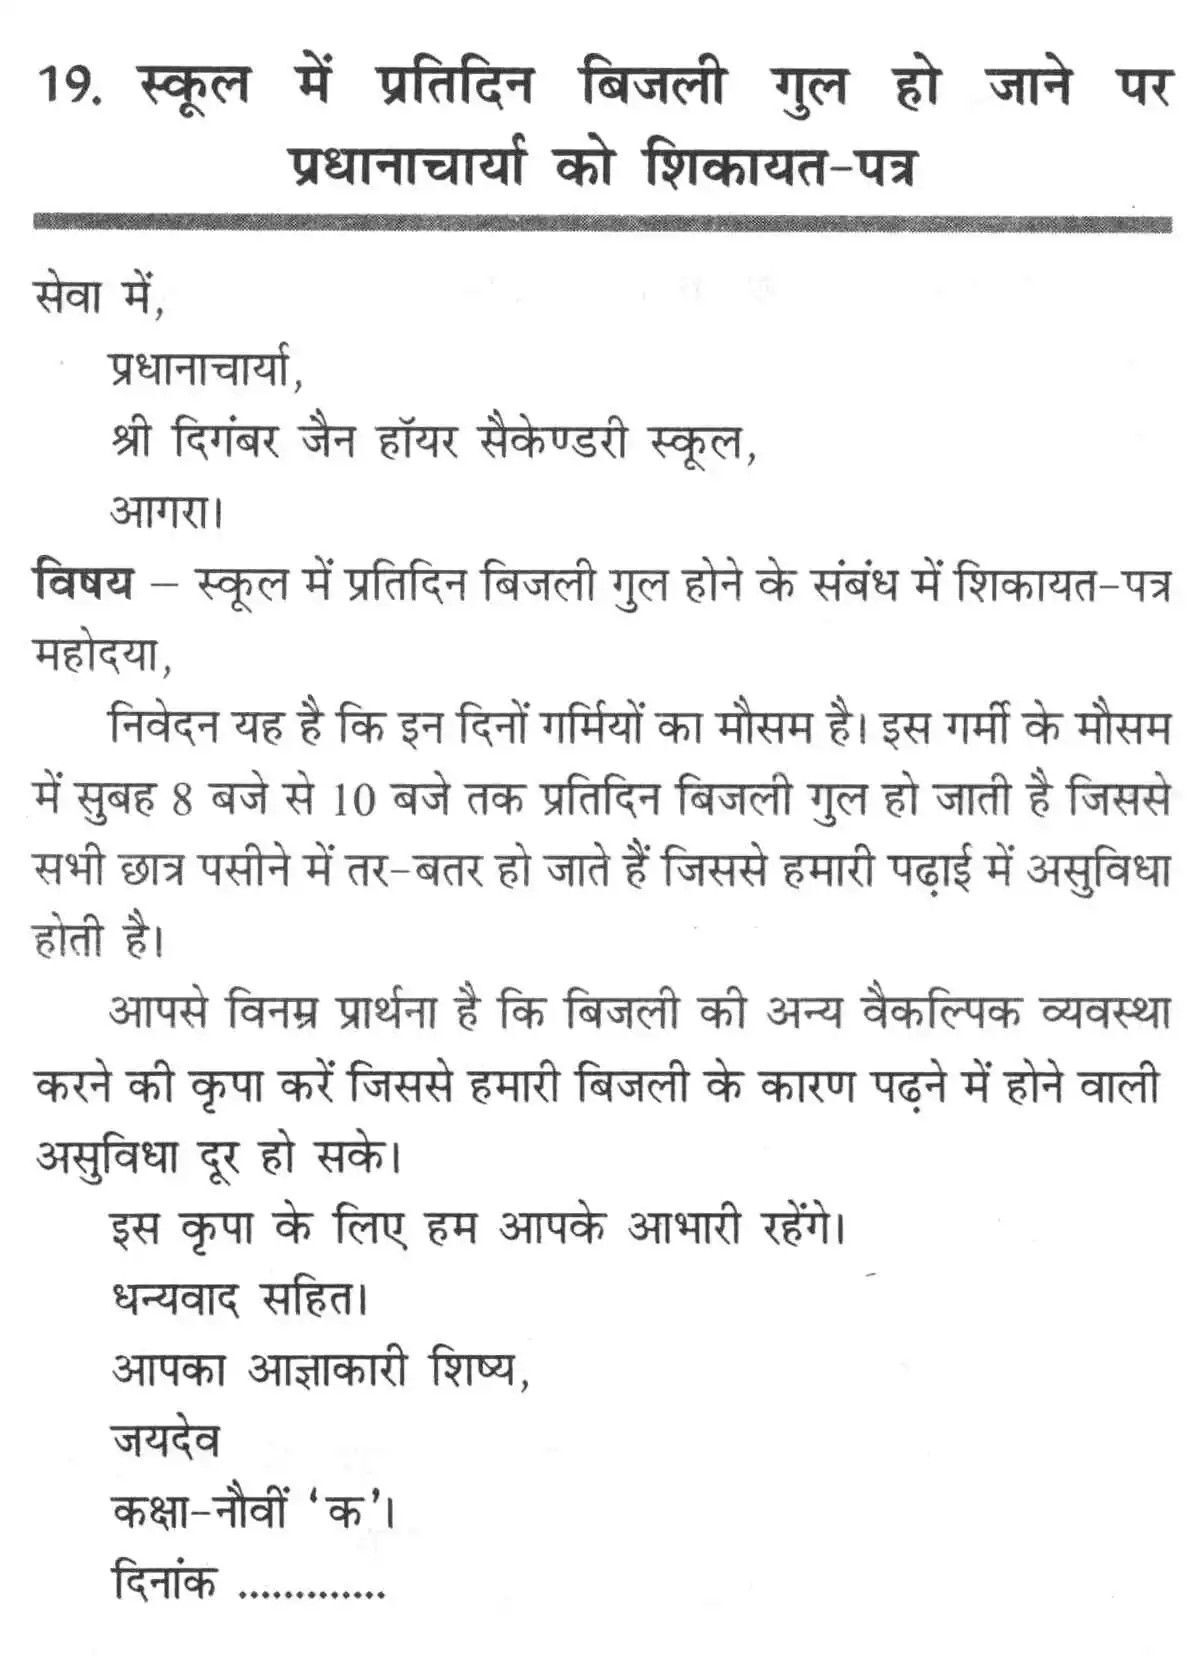 19. स्कूल में प्रतिदिन बिजली गुल हो जाने पर
प्रधानाचार्या को शिकायत-पत्र
सेवा में,
प्रधानाचार्या,
श्री दिगंबर जैन हॉयर सैकेण्डरी स्कूल,
आगरा।
विषय – स्कूल में प्रतिदिन बिजली गुल होने के संबंध में शिकायत-पत्र
महोदया,
निवेदन यह है कि इन दिनों गर्मियों का मौसम है। इस गर्मी के मौसम
में सुबह 8 बजे से 10 बजे तक प्रतिदिन बिजली गुल हो जाती है जिससे
सभी छात्र पसीने में तर-बतर हो जाते हैं जिससे हमारी पढ़ाई में असुविधा
होती है।
आपसे विनम्र प्रार्थना है कि बिजली की अन्य वैकल्पिक व्यवस्था
करने की कृपा करें जिससे हमारी बिजली के कारण पढ़ने में होने वाली
असुविधा दूर हो सके।
इस कृपा के लिए हम आपके आभारी रहेंगे।
धन्यवाद सहित।
आपका आज्ञाकारी शिष्य,
जयदेव
कक्षा-नौवीं ‘क’।
दिनांक .............